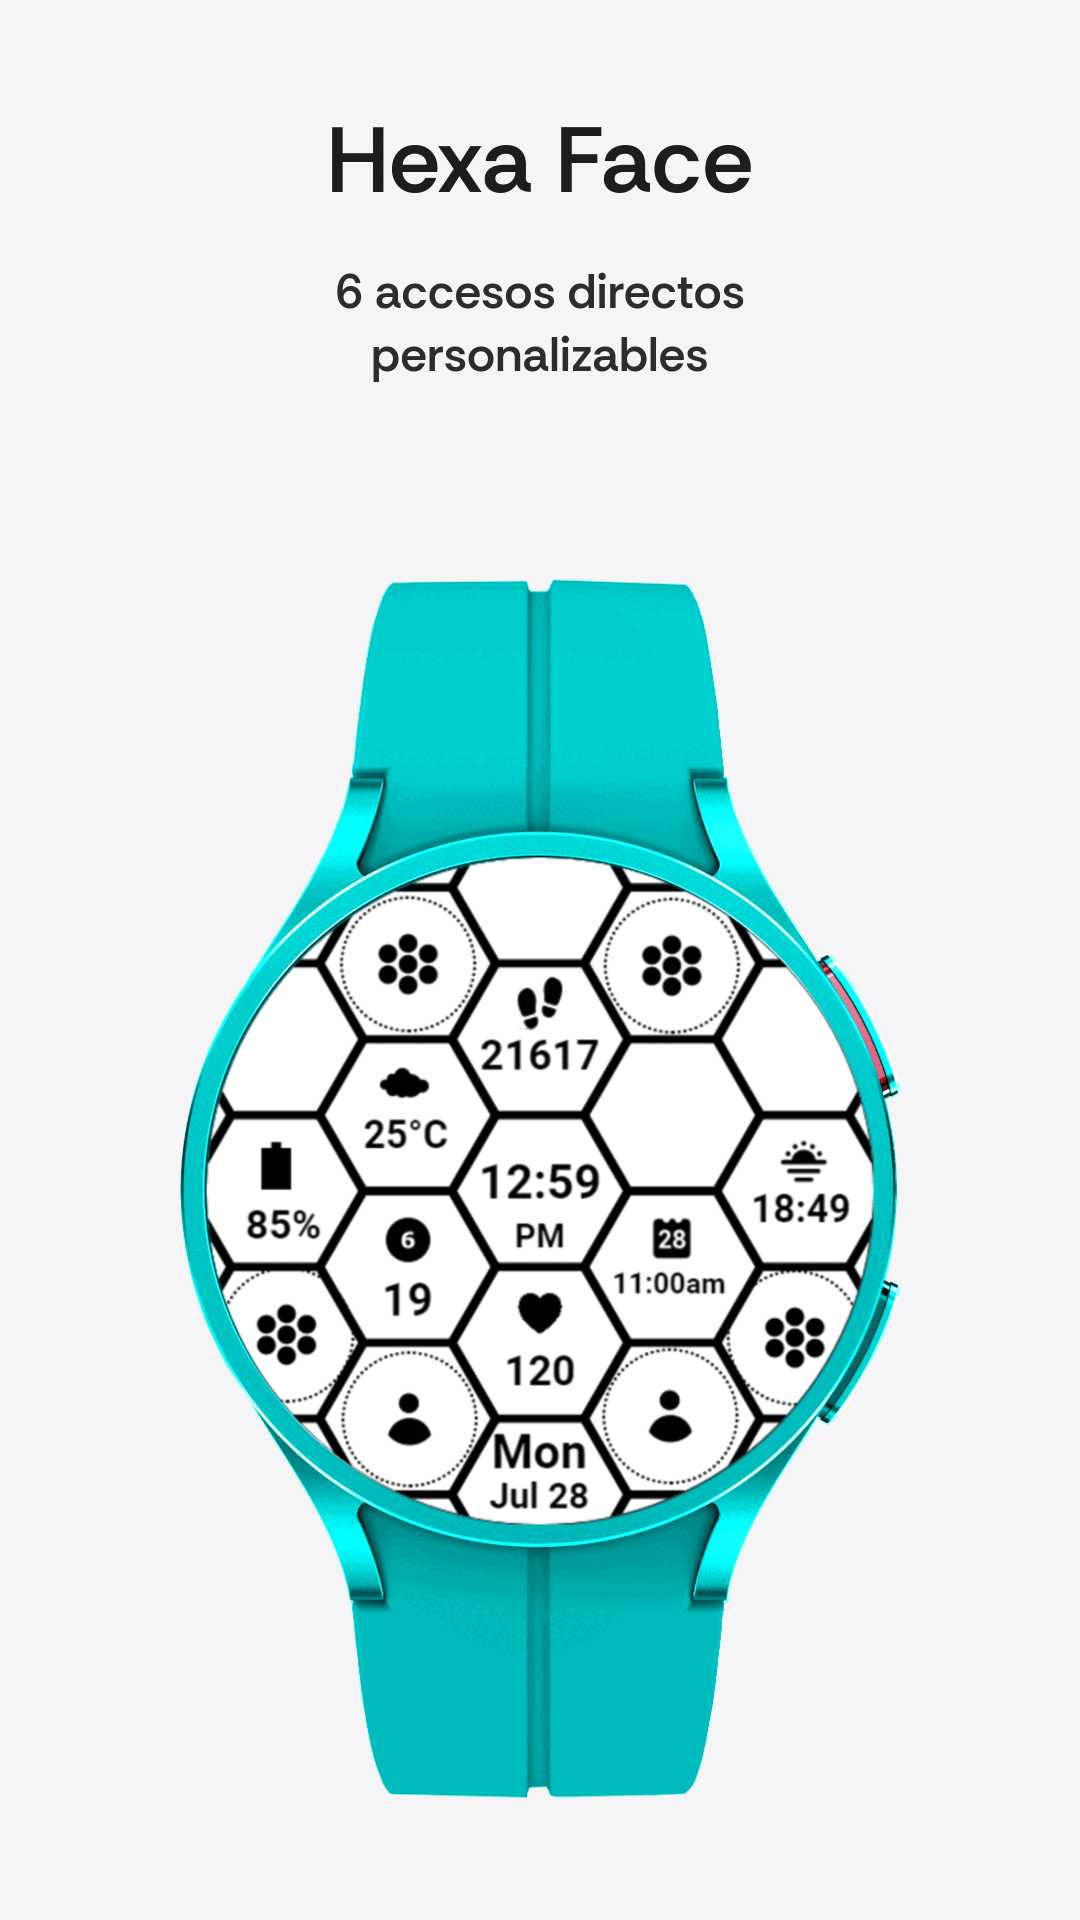 Hexa Face
6 accesos directos
personalizables
21617
25°C
12:59
PM
85%
18:49
6
19
28
11:00am
120
Mon
Jul 28